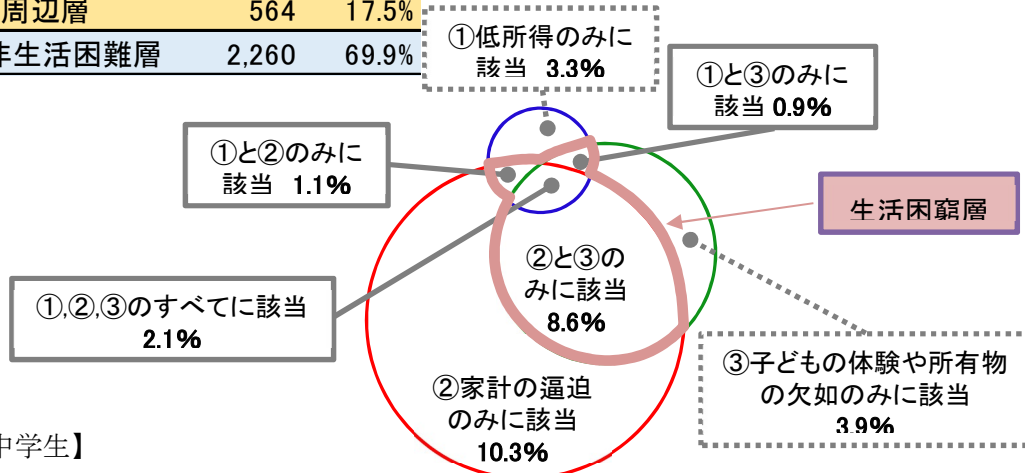 周辺層 564 17.5%
非生活困難層 2,260 69.9%
①低所得のみに
該当 3.3%
①と③のみに
該当 0.9%
①と②のみに
該当 1.1%
生活困窮層
②と③の
みに該当
8.6%
①,②,③のすべてに該当
2.1%
③子どもの体験や所有物
の欠如のみに該当
3.9%
②家計の逼迫
のみに該当
10.3%
中学生】